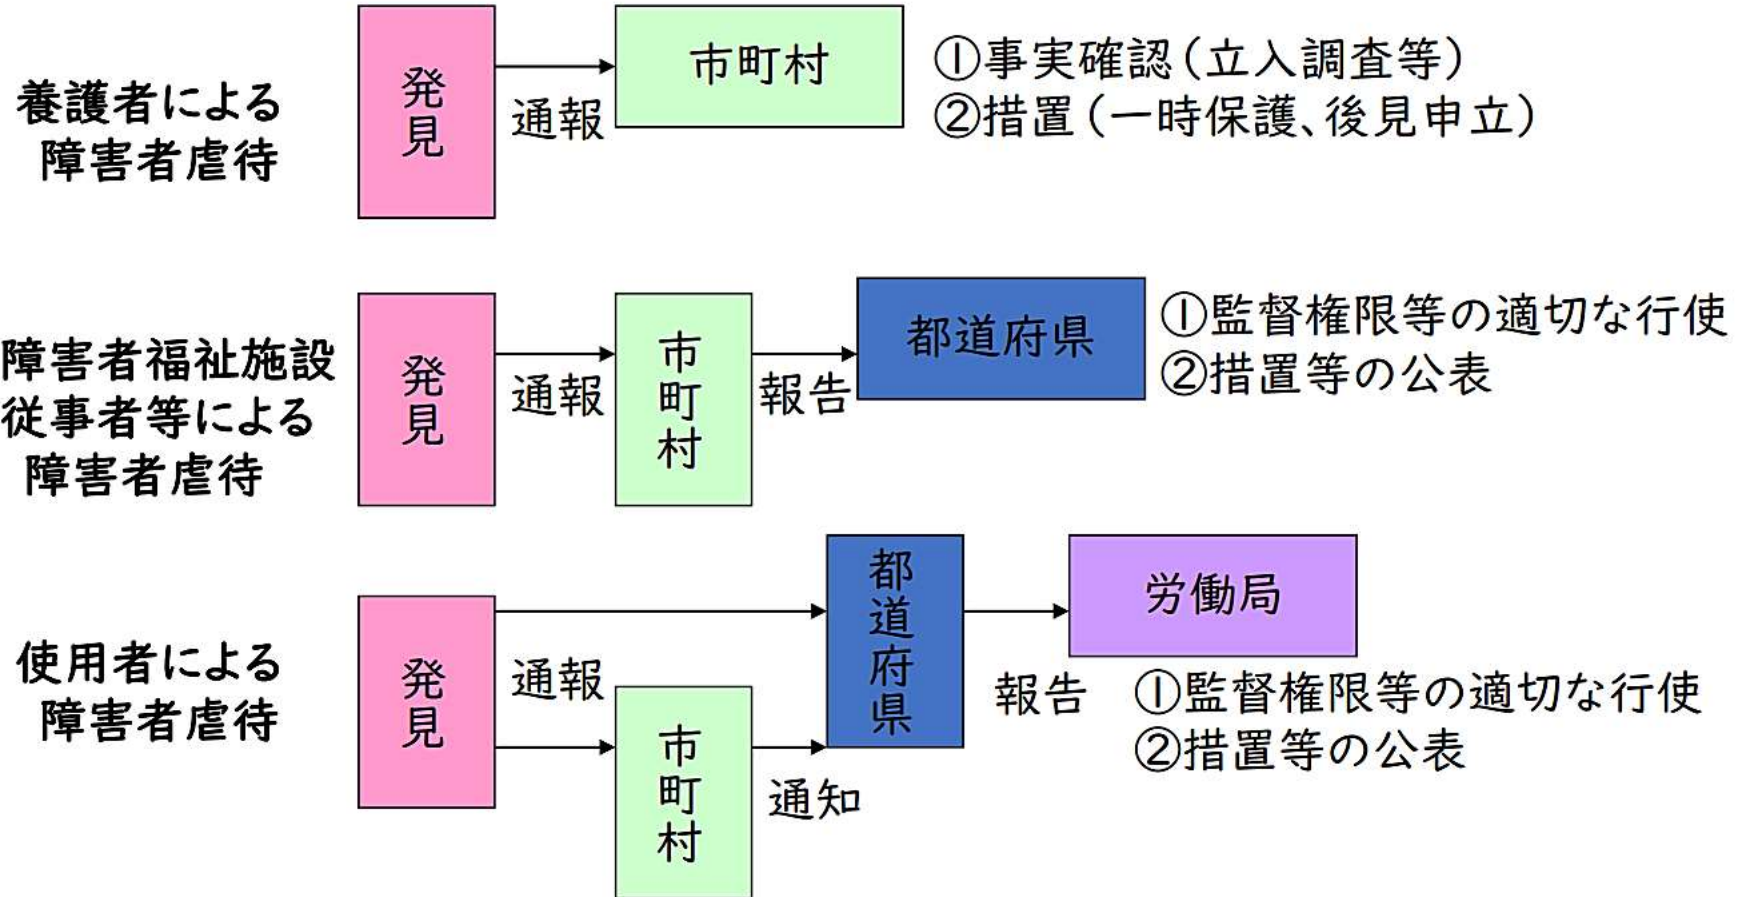 養護者による
障害者虐待
発見
通報
市町村
①事実確認(立入調査等)
②措置(一時保護、後見申立)
障害者福祉施設
従事者等による
障害者虐待
発見
通報
市町村
報告
都道府県
①監督権限等の適切な行使
②措置等の公表
使用者による
障害者虐待
発見
通報
市町村
通知
都道府県
報告
労働局
①監督権限等の適切な行使
②措置等の公表